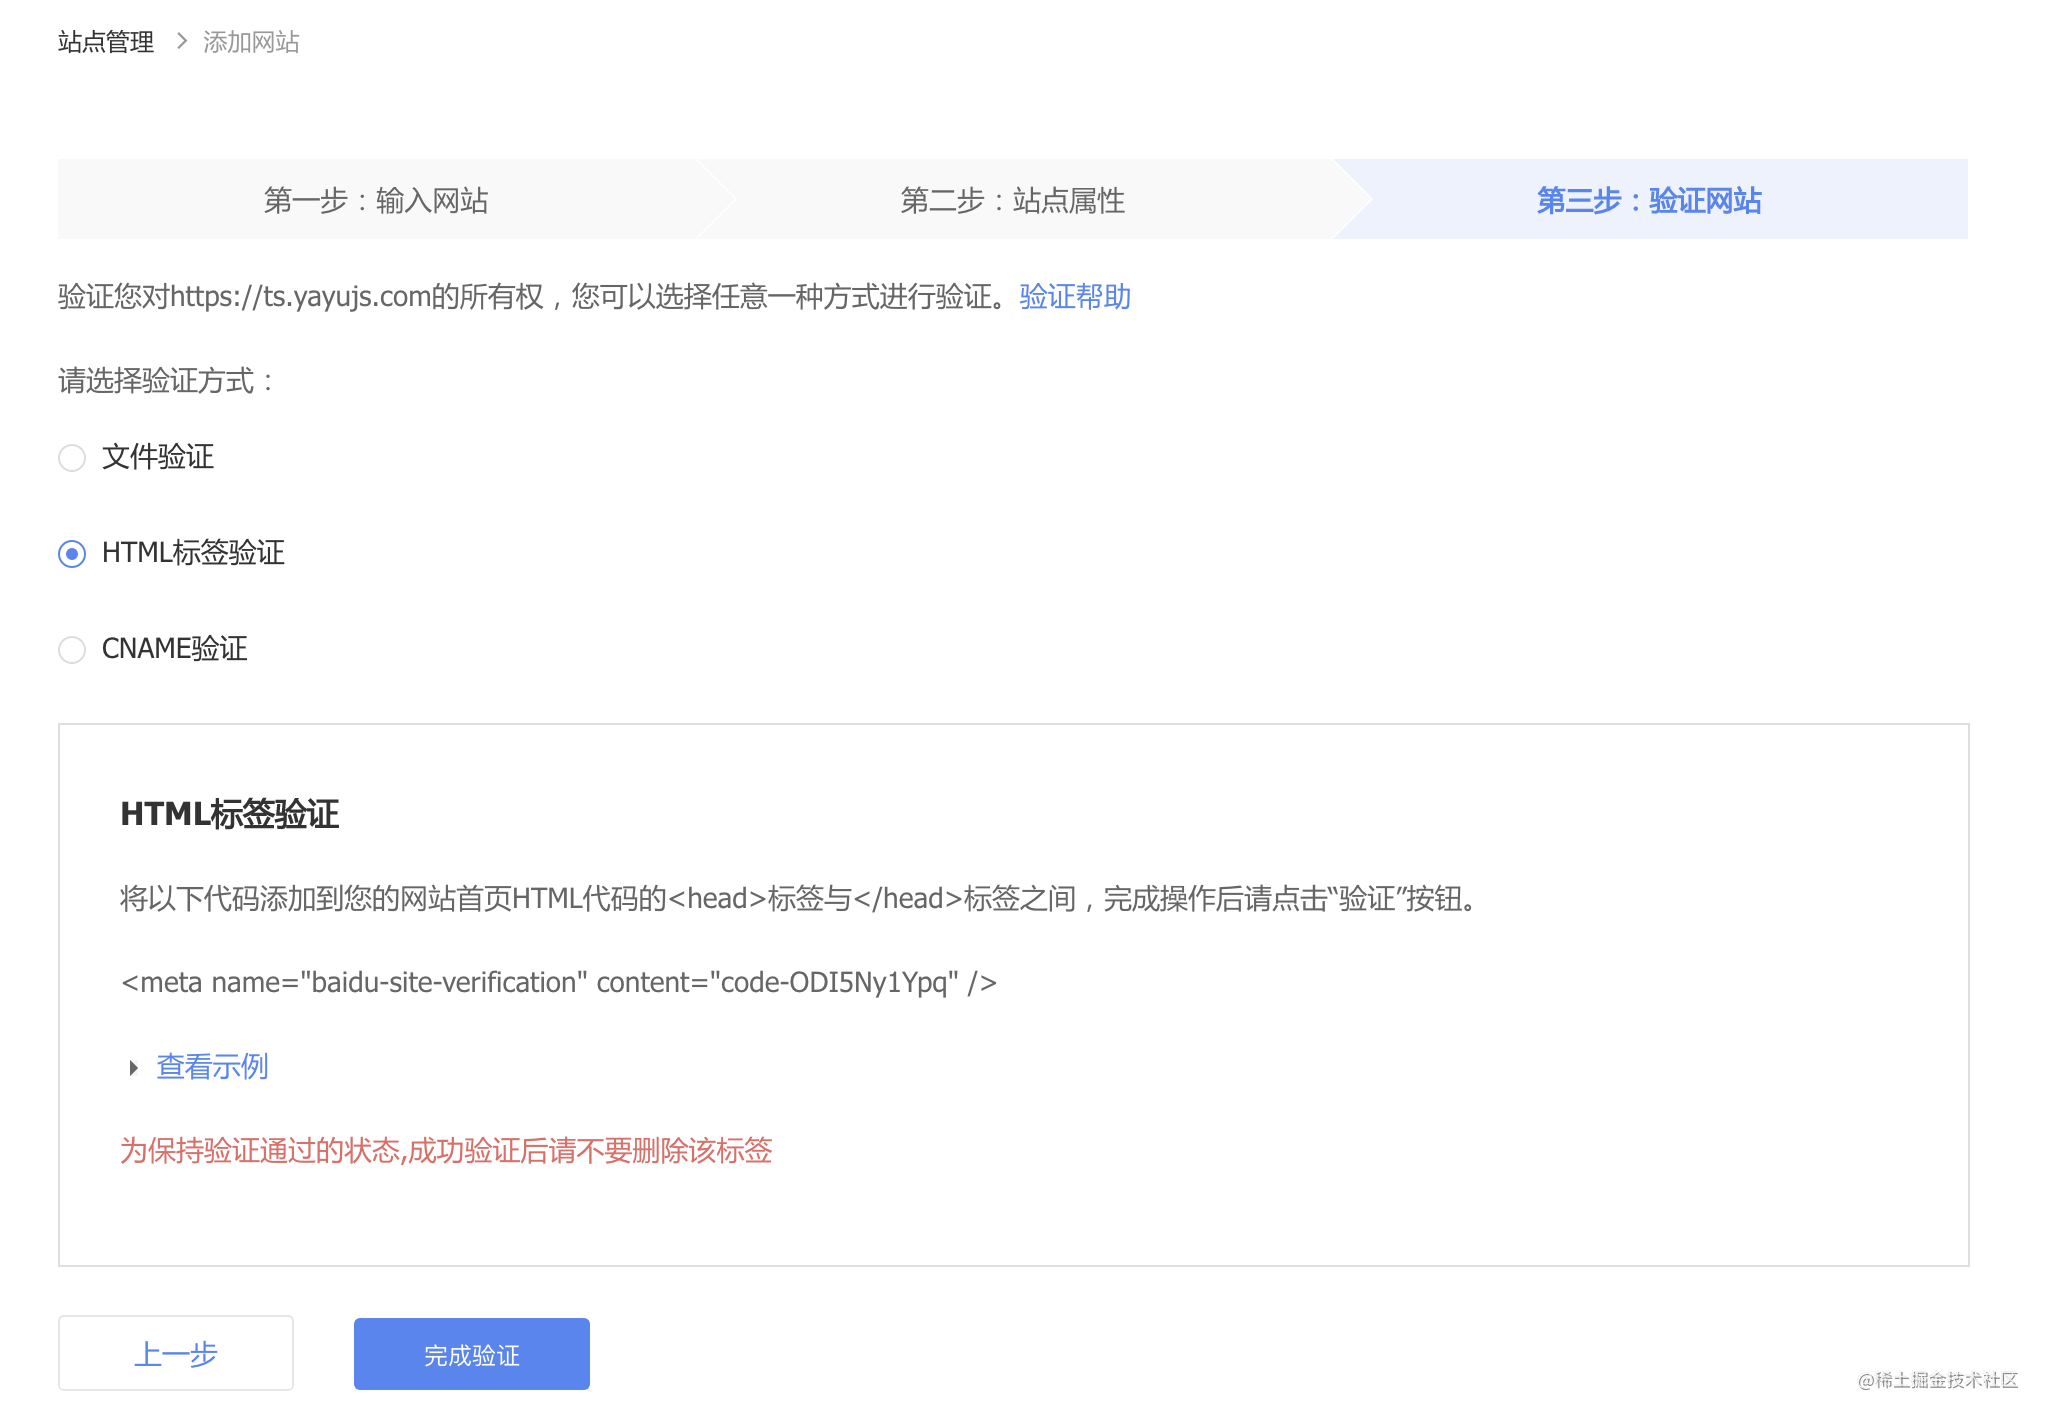 站点管理 > 添加网站
第一步：输入网站
第二步：站点属性
第三步：验证网站
验证您对https://ts.yayujs.com的所有权，您可以选择任意一种方式进行验证。验证帮助
请选择验证方式：
文件验证
HTML标签验证
CNAME验证
HTML标签验证
将以下代码添加到您的网站首页HTML代码的<head>标签与</head>标签之间，完成操作后请点击“验证”按钮。
<meta name="baidu-site-verification" content="code-ODI5Ny1Ypq" />
查看示例
为保持验证通过的状态,成功验证后请不要删除该标签
上一步
完成验证
@稀土掘金技术社区